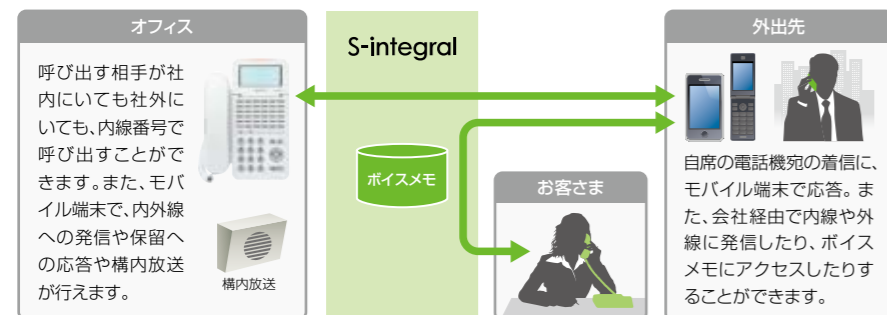 オフィス
呼び出す相手が社
内にいても社外に
いても、内線番号で
呼び出すことがで
きます。また、モバ
イル端末で、内外線
への発信や保留へ
の応答や構内放送
が行えます。
構内放送
S-integral
ボイスメモ
お客さま
外出先
自席の電話機宛の着信に、
モバイル端末で応答。ま
た、会社経由で内線や外
線に発信したり、ボイス
メモにアクセスしたりす
ることができます。